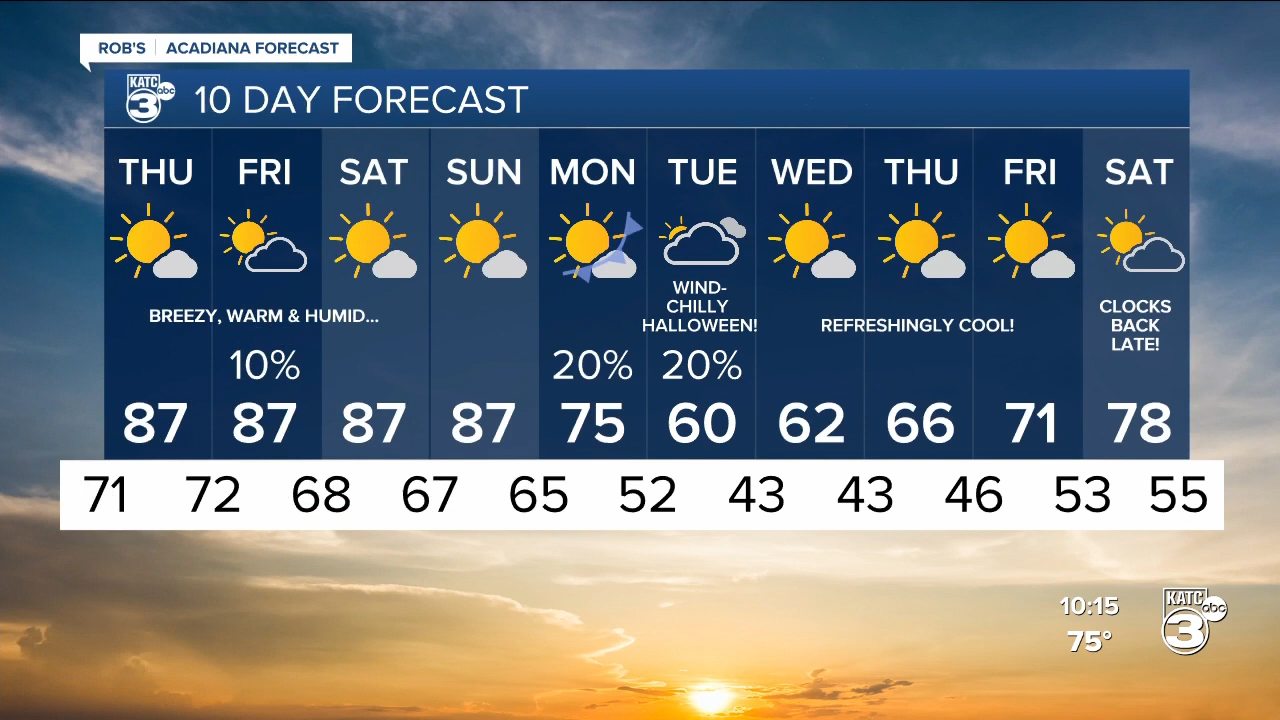 ROB'S | ACADIANA FORECAST
KATC abc 3
10 DAY FORECAST
THU FRI SAT SUN MON TUE WED THU FRI SAT
BREEZY, WARM & HUMID...
WIND-
CHILLY
HALLOWEEN!
REFRESHINGLY COOL!
CLOCKS
BACK
LATE!
10% 20% 20%
87 87 87 87 75 60 62 66 71 78
71 72 68 67 65 52 43 43 46 53 55
10:15
75°
KATC abc 3